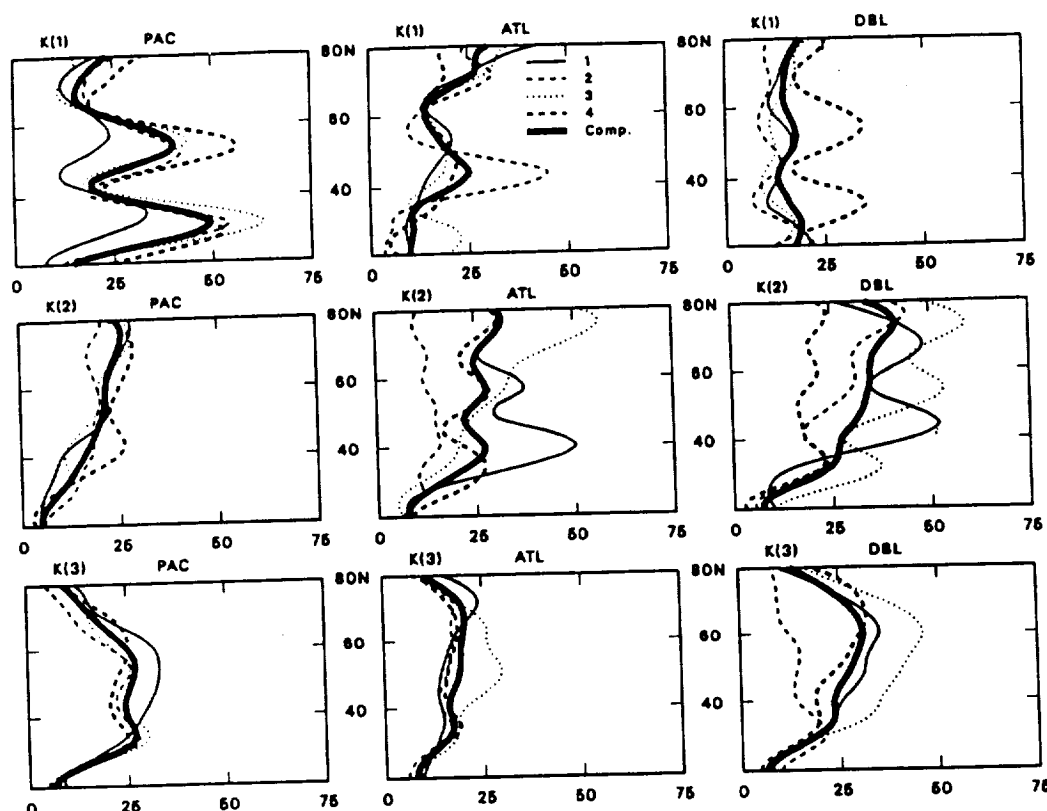 K(1) PAC
K(1) ATL
K(1) DBL
80N
80N
60
60
1
2
3
4
Comp.
40
40
0 25 50 75
0 25 50 75
0 25 50 75
K(2) PAC
K(2) ATL
K(2) DBL
80N
80N
60
60
40
40
0 25 50 75
0 25 50 75
0 25 50 75
K(3) PAC
K(3) ATL
K(3) DBL
80N
80N
60
60
40
40
0 25 50 75
0 25 50 75
0 25 50 75